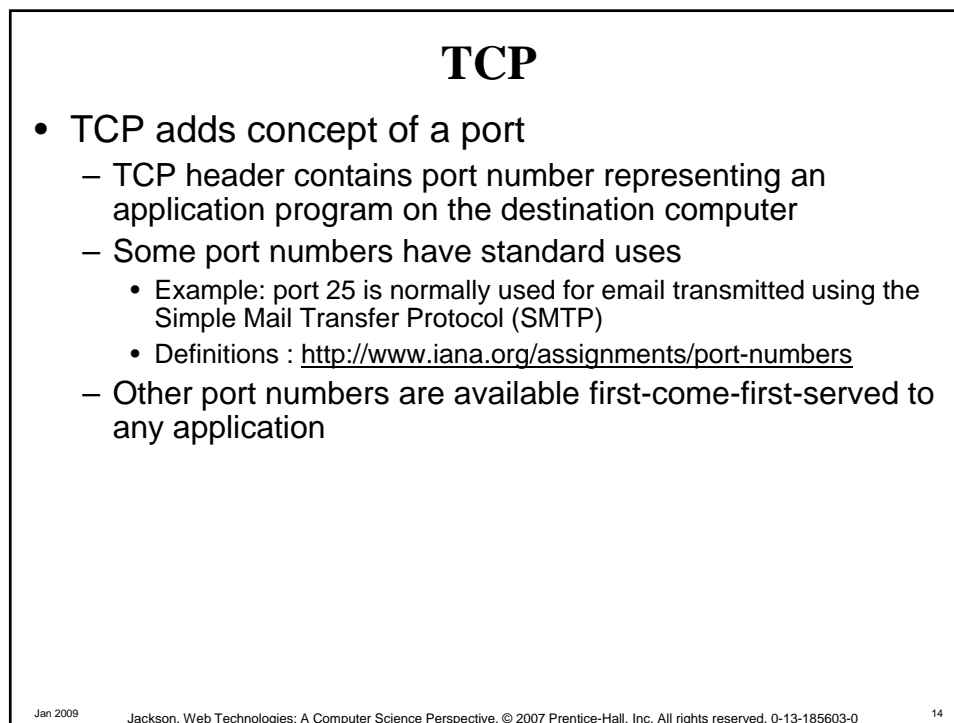 TCP
• TCP adds concept of a port
– TCP header contains port number representing an
application program on the destination computer
– Some port numbers have standard uses
• Example: port 25 is normally used for email transmitted using the
Simple Mail Transfer Protocol (SMTP)
• Definitions : http://www.iana.org/assignments/port-numbers
– Other port numbers are available first-come-first-served to
any application
Jan 2009 Jackson, Web Technologies: A Computer Science Perspective, © 2007 Prentice-Hall, Inc. All rights reserved. 0-13-185603-0 14